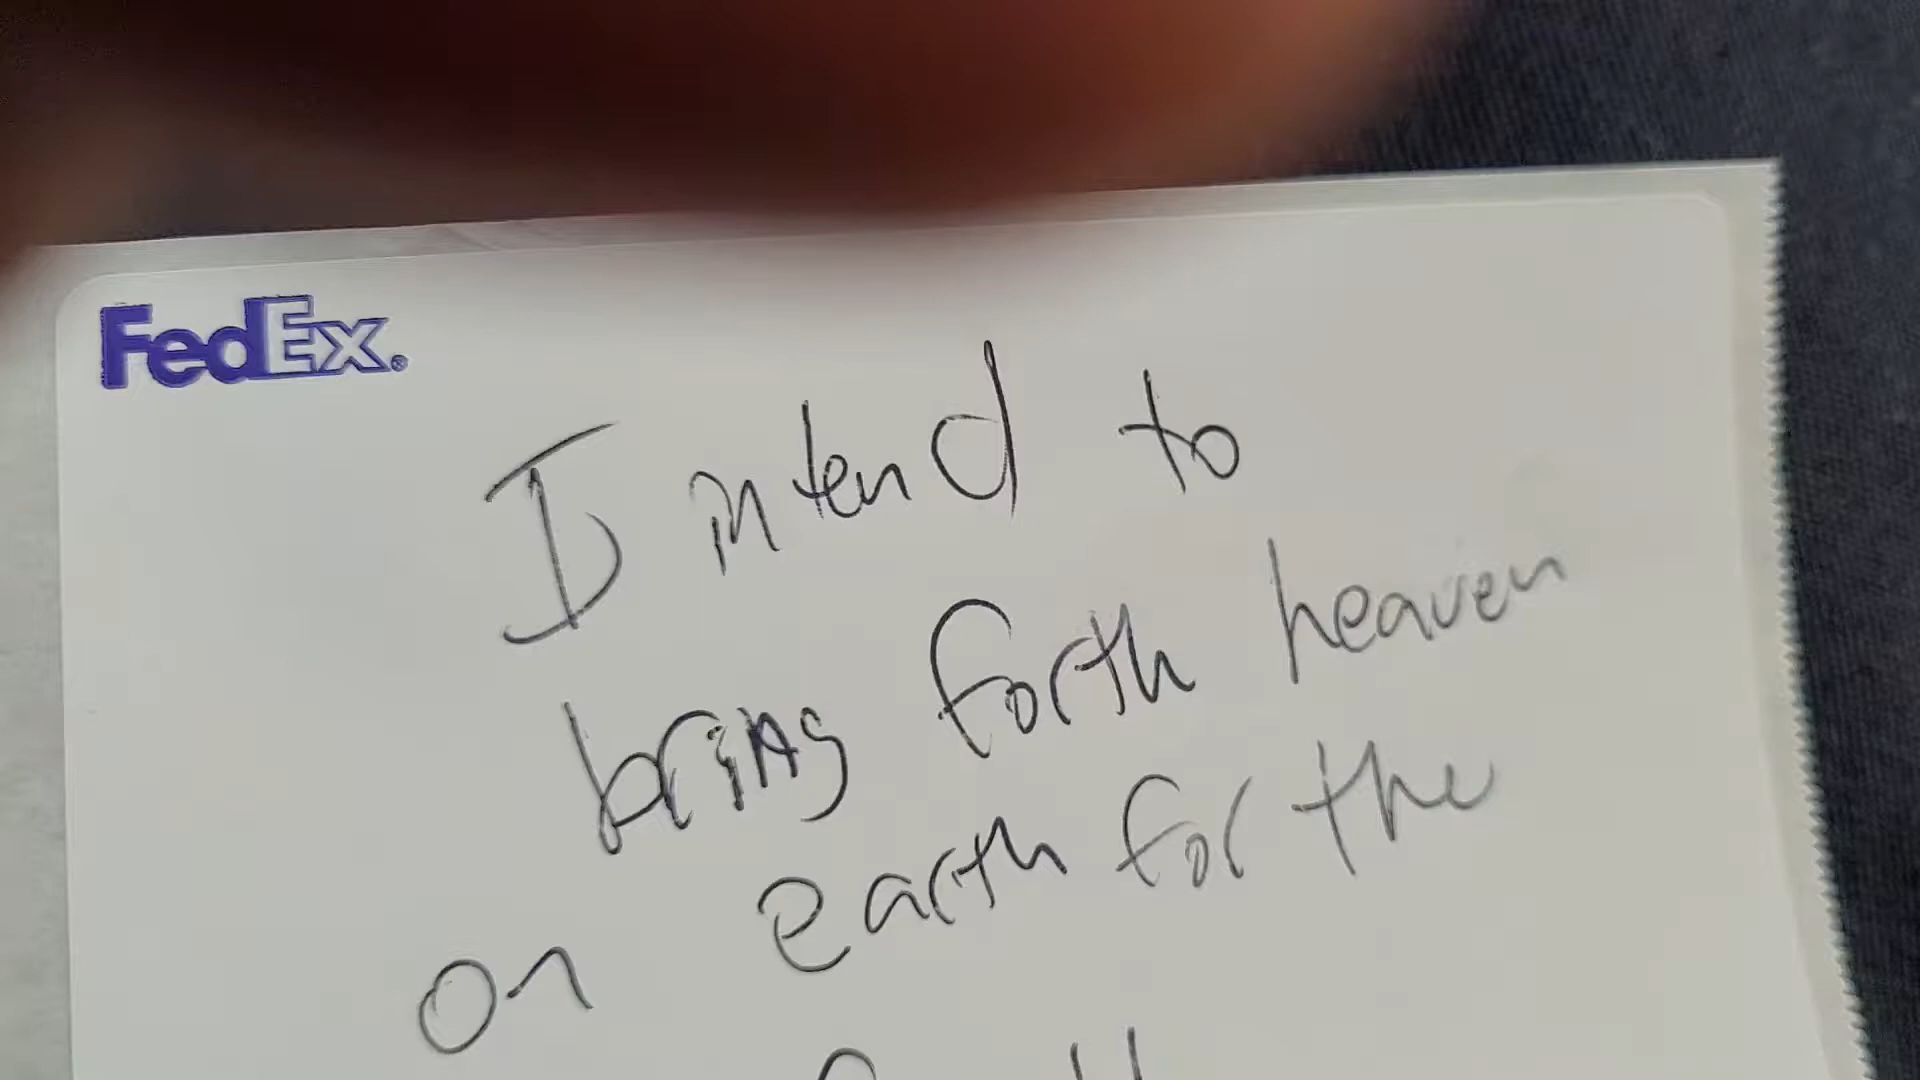 FedEx®
I intend to
bring forth heaven
on earth for the